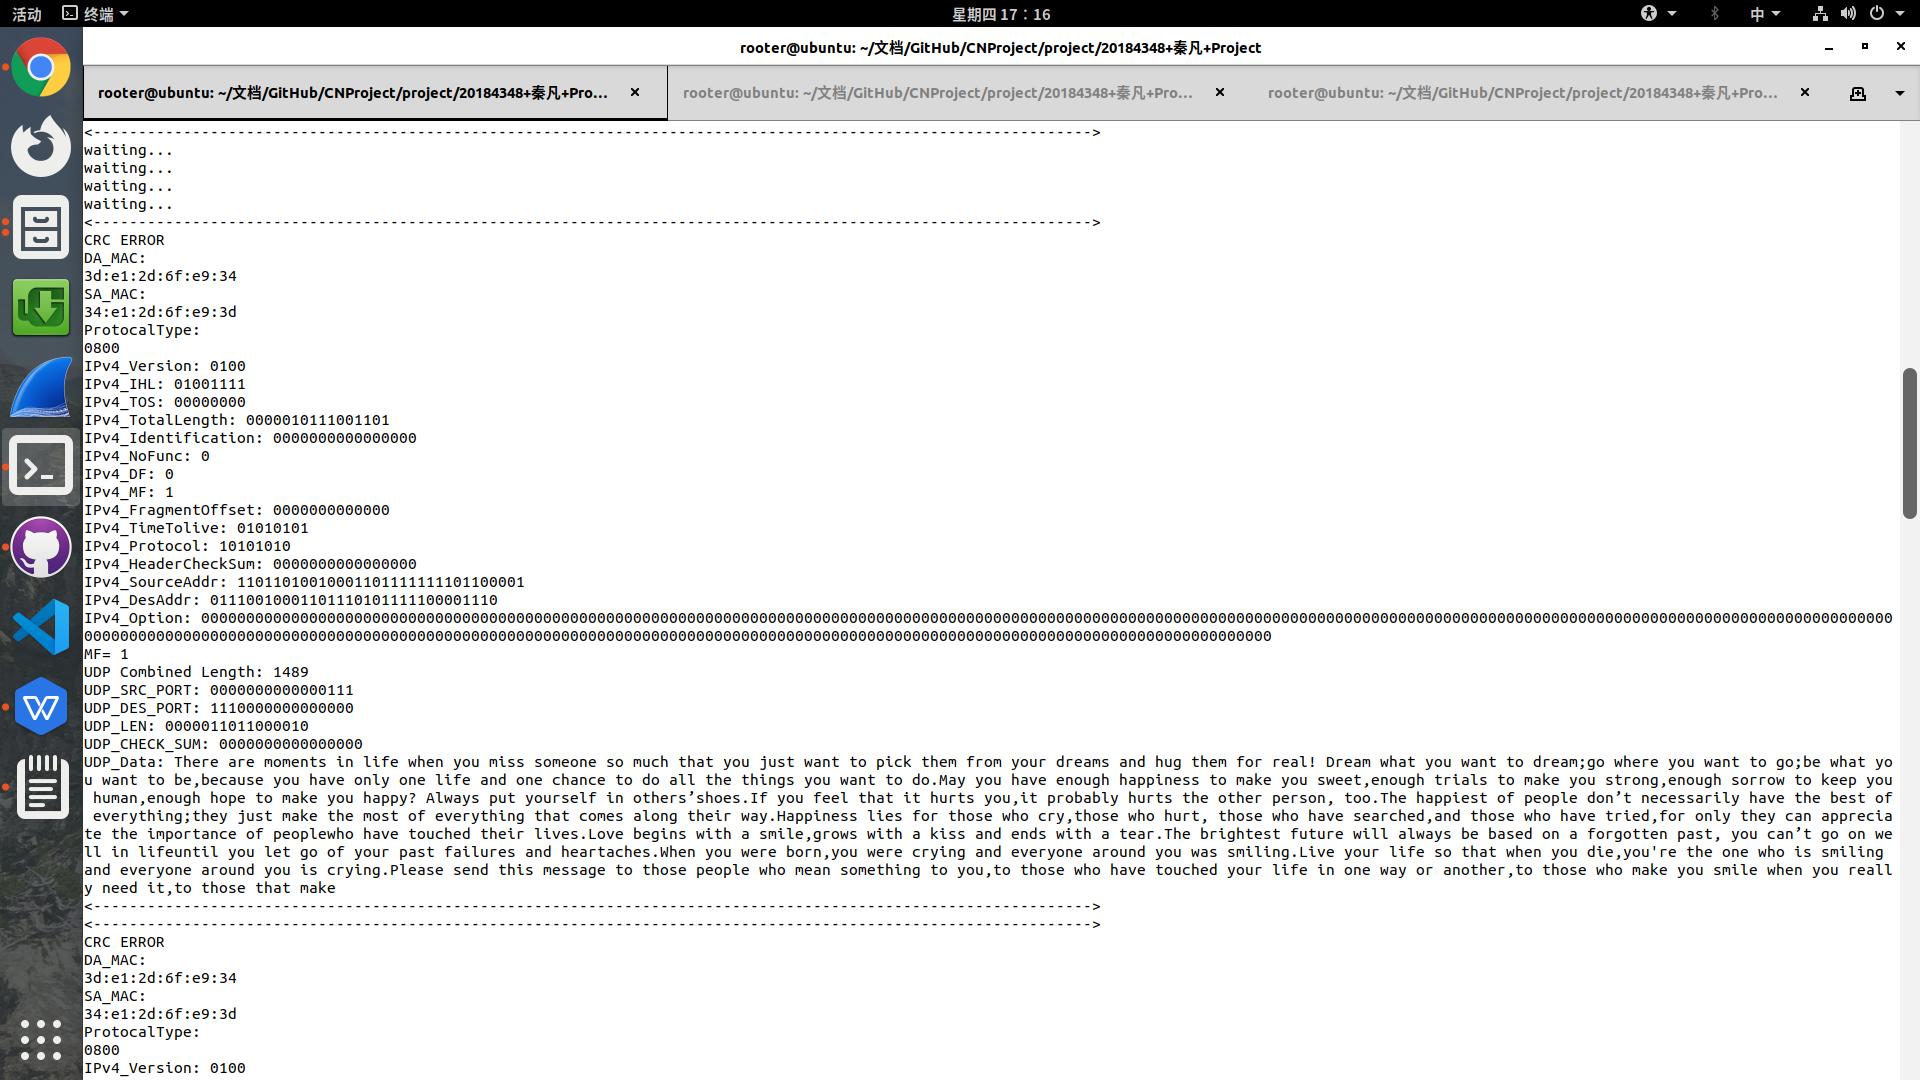 活动
终端
星期四 17：16
中
rooter@ubuntu: ~/文档/GitHub/CNProject/project/20184348+秦凡+Project
rooter@ubuntu: ~/文档/GitHub/CNProject/project/20184348+秦凡+Pro…
rooter@ubuntu: ~/文档/GitHub/CNProject/project/20184348+秦凡+Pro…
rooter@ubuntu: ~/文档/GitHub/CNProject/project/20184348+秦凡+Pro…
<--------------------------------------------------------------------------------------------------------------->
waiting...
waiting...
waiting...
waiting...
<--------------------------------------------------------------------------------------------------------------->
CRC ERROR
DA_MAC:
3d:e1:2d:6f:e9:34
SA_MAC:
34:e1:2d:6f:e9:3d
ProtocalType:
0800
IPv4_Version: 0100
IPv4_IHL: 01001111
IPv4_TOS: 00000000
IPv4_TotalLength: 0000010111001101
IPv4_Identification: 0000000000000000
IPv4_NoFunc: 0
IPv4_DF: 0
IPv4_MF: 1
IPv4_FragmentOffset: 0000000000000
IPv4_TimeTolive: 01010101
IPv4_Protocol: 10101010
IPv4_HeaderCheckSum: 0000000000000000
IPv4_SourceAddr: 11011010010001101111111101100001
IPv4_DesAddr: 01110010001101110101111100001110
IPv4_Option: 00000000000000000000000000000000000000000000000000000000000000000000000000000000000000000000000000000000000000000000000000000000000000000000000000000000000000000000000000000000000000000000
000000000000000000000000000000000000000000000000000000000000000000000000000000000000000000000000000000000000000000000000000000000000
MF= 1
UDP Combined Length: 1489
UDP_SRC_PORT: 0000000000000111
UDP_DES_PORT: 1110000000000000
UDP_LEN: 0000011011000010
UDP_CHECK_SUM: 0000000000000000
UDP_Data: There are moments in life when you miss someone so much that you just want to pick them from your dreams and hug them for real! Dream what you want to dream;go where you want to go;be what yo
u want to be,because you have only one life and one chance to do all the things you want to do.May you have enough happiness to make you sweet,enough trials to make you strong,enough sorrow to keep you
human,enough hope to make you happy? Always put yourself in others’shoes.If you feel that it hurts you,it probably hurts the other person, too.The happiest of people don’t necessarily have the best of
everything;they just make the most of everything that comes along their way.Happiness lies for those who cry,those who hurt, those who have searched,and those who have tried,for only they can apprecia
te the importance of peoplewho have touched their lives.Love begins with a smile,grows with a kiss and ends with a tear.The brightest future will always be based on a forgotten past, you can’t go on we
ll in lifeuntil you let go of your past failures and heartaches.When you were born,you were crying and everyone around you was smiling.Live your life so that when you die,you're the one who is smiling
and everyone around you is crying.Please send this message to those people who mean something to you,to those who have touched your life in one way or another,to those who make you smile when you reall
y need it,to those that make
<--------------------------------------------------------------------------------------------------------------->
<--------------------------------------------------------------------------------------------------------------->
CRC ERROR
DA_MAC:
3d:e1:2d:6f:e9:34
SA_MAC:
34:e1:2d:6f:e9:3d
ProtocalType:
0800
IPv4_Version: 0100